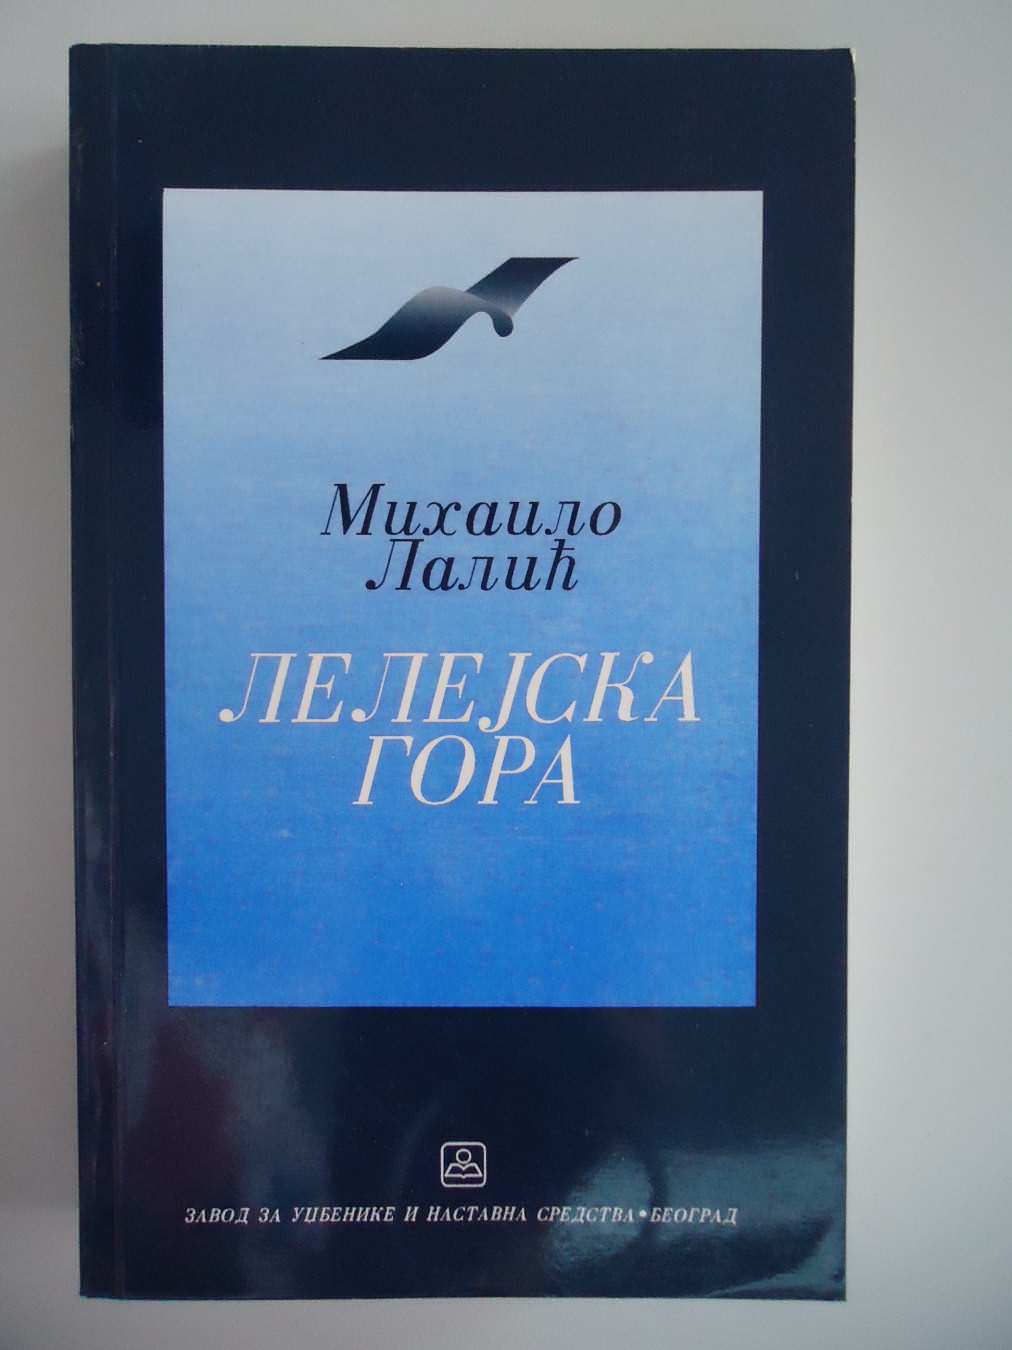 Михаило
Лалић
ЛЕЛЕЈСКА
ГОРА
ЗАВОД ЗА УЏБЕНИКЕ И НАСТАВНА СРЕДСТВА • БЕОГРАД